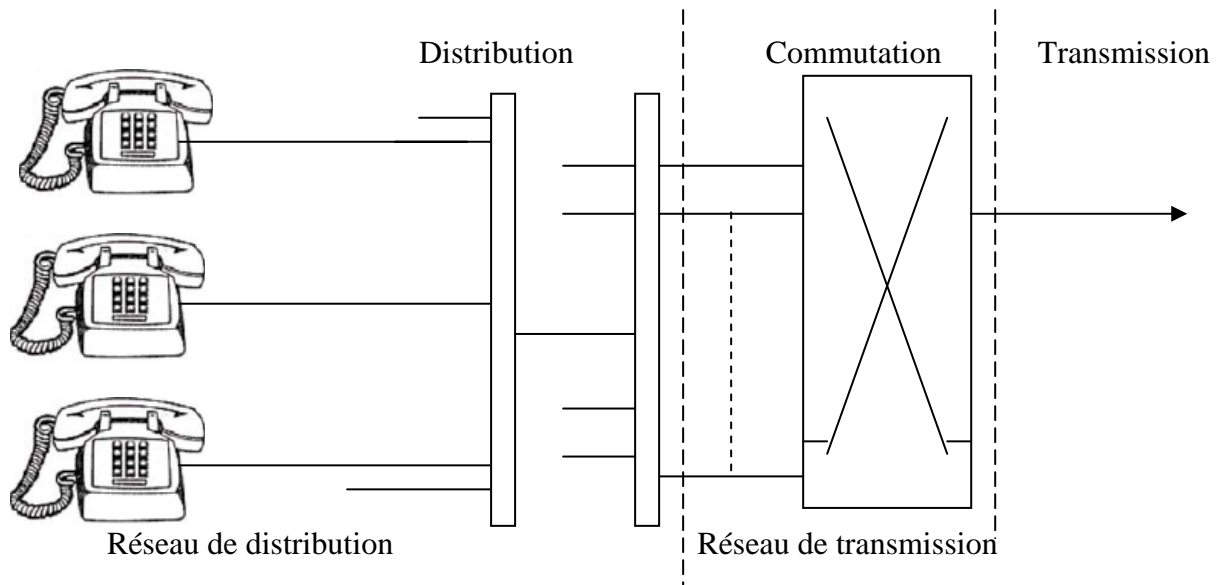 Distribution
Commutation
Transmission
Réseau de distribution
Réseau de transmission